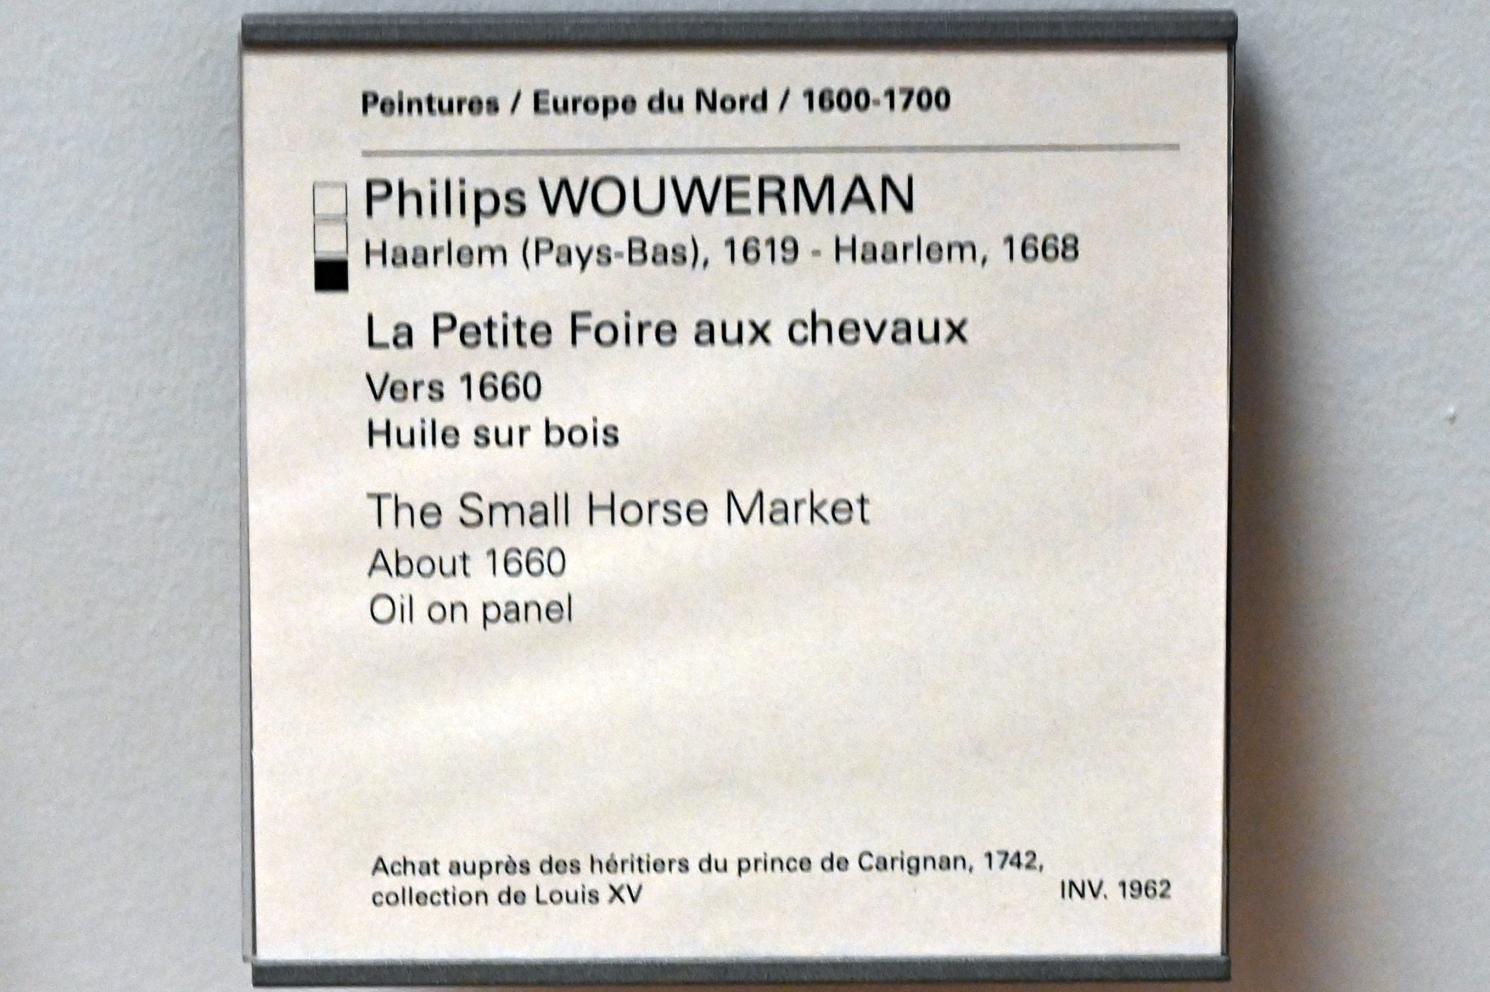 Peintures / Europe du Nord / 1600-1700
Philips WOUWERMAN
Haarlem (Pays-Bas), 1619 - Haarlem, 1668
La Petite Foire aux chevaux
Vers 1660
Huile sur bois
The Small Horse Market
About 1660
Oil on panel
Achat auprès des héritiers du prince de Carignan, 1742,
collection de Louis XV
INV. 1962